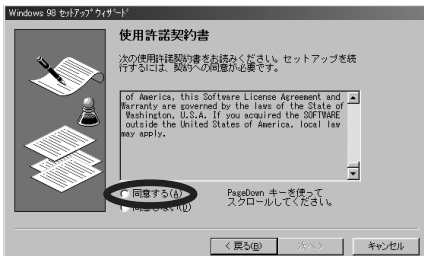 Windows 98 ｾｯﾄｱｯﾌﾟ ｳｨｻﾞｰﾄﾞ
使用許諾契約書
次の使用許諾契約書をお読みください。セットアップを続
行するには、契約への同意が必要です。
of America, this Software License Agreement and
Warranty are governed by the laws of the State of
Washington, U.S.A. If you acquired the SOFTWARE
outside the United States of America, local law
may apply.
同意する(A)
同意しない(D)
PageDown キーを使って
スクロールしてください。
< 戻る(B)
次へ >
キャンセル